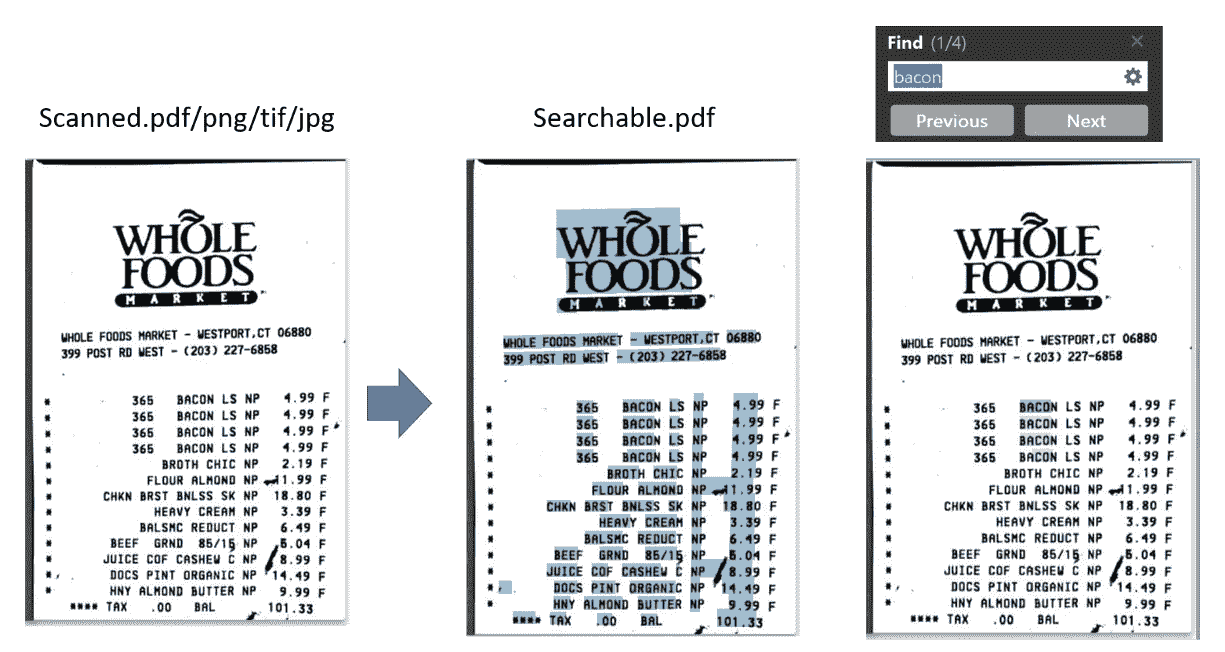 Find (1/4)
bacon
Previous Next
Scanned.pdf/png/tif/jpg
WHOLE
FOODS
MARKET
WHOLE FOODS MARKET - WESTPORT,CT 06880
399 POST RD WEST - (203) 227-6858
* 365 BACON LS NP 4.99 F
* 365 BACON LS NP 4.99 F
* 365 BACON LS NP 4.99 F
* 365 BACON LS NP 4.99 F
* BROTH CHIC NP 2.19 F
* FLOUR ALMOND NP 11.99 F
* CHKN BRST BNLSS SK NP 18.80 F
* HEAVY CREAM NP 3.39 F
* BALSMC REDUCT NP 6.49 F
* BEEF GRND 85/15 NP 5.04 F
* JUICE COF CASHEW C NP 8.99 F
* DOCS PINT ORGANIC NP 14.49 F
* HNY ALMOND BUTTER NP 9.99 F
**** TAX .00 BAL 101.33
Searchable.pdf
WHOLE
FOODS
MARKET
WHOLE FOODS MARKET - WESTPORT,CT 06880
399 POST RD WEST - (203) 227-6858
* 365 BACON LS NP 4.99 F
* 365 BACON LS NP 4.99 F
* 365 BACON LS NP 4.99 F
* 365 BACON LS NP 4.99 F
* BROTH CHIC NP 2.19 F
* FLOUR ALMOND NP 11.99 F
* CHKN BRST BNLSS SK NP 18.80 F
* HEAVY CREAM NP 3.39 F
* BALSMC REDUCT NP 6.49 F
* BEEF GRND 85/15 NP 5.04 F
* JUICE COF CASHEW C NP 8.99 F
* DOCS PINT ORGANIC NP 14.49 F
* HNY ALMOND BUTTER NP 9.99 F
**** TAX .00 BAL 101.33
WHOLE
FOODS
MARKET
WHOLE FOODS MARKET - WESTPORT,CT 06880
399 POST RD WEST - (203) 227-6858
* 365 BACON LS NP 4.99 F
* 365 BACON LS NP 4.99 F
* 365 BACON LS NP 4.99 F
* 365 BACON LS NP 4.99 F
* BROTH CHIC NP 2.19 F
* FLOUR ALMOND NP 11.99 F
* CHKN BRST BNLSS SK NP 18.80 F
* HEAVY CREAM NP 3.39 F
* BALSMC REDUCT NP 6.49 F
* BEEF GRND 85/15 NP 5.04 F
* JUICE COF CASHEW C NP 8.99 F
* DOCS PINT ORGANIC NP 14.49 F
* HNY ALMOND BUTTER NP 9.99 F
**** TAX .00 BAL 101.33